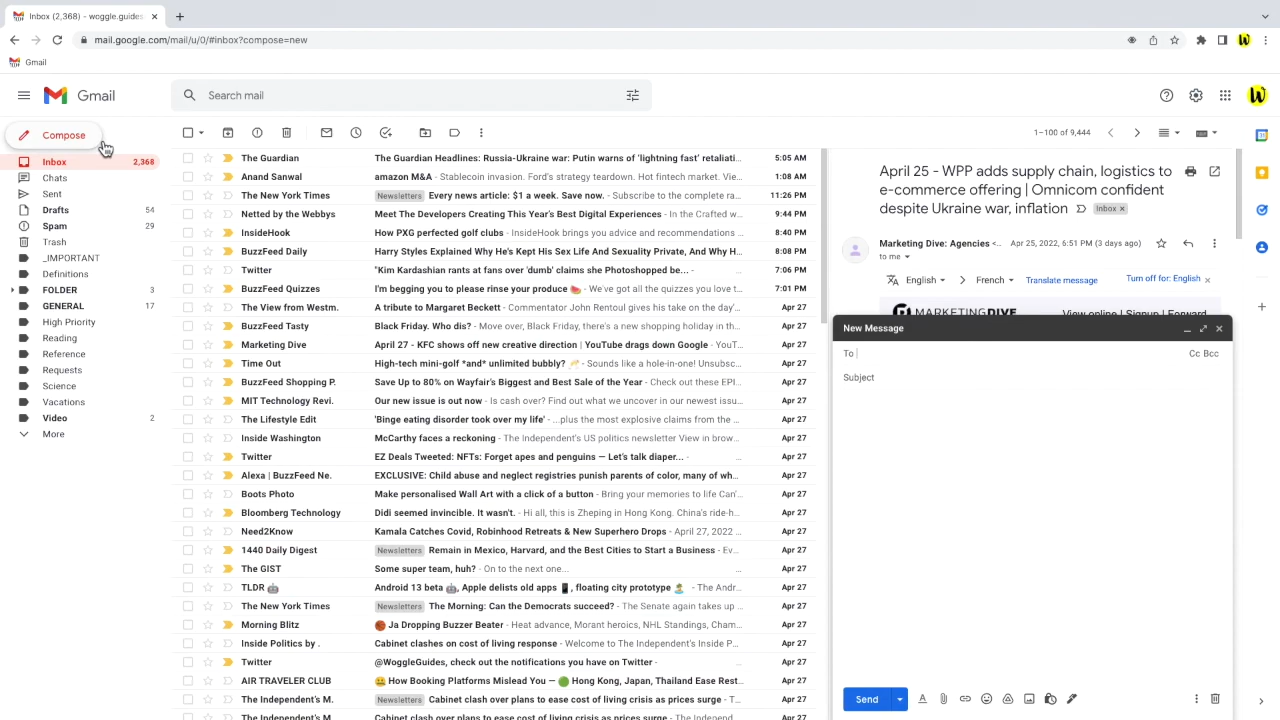 Inbox (2,368) - woggle.guides
mail.google.com/mail/u/0/#inbox?compose=new
Gmail
Gmail
Search mail
Compose
1–100 of 9,444
Inbox 2,368
Chats
Sent
Drafts 54
Spam 29
Trash
_IMPORTANT
Definitions
FOLDER 3
GENERAL 17
High Priority
Reading
Reference
Requests
Science
Vacations
Video 2
More
The Guardian The Guardian Headlines: Russia-Ukraine war: Putin warns of ‘lightning fast’ retaliati... 5:05 AM
Anand Sanwal amazon M&A - Stablecoin invasion. Ford's strategy teardown. Hot fintech market. Vie... 1:08 AM
The New York Times Newsletters Every news article: $1 a week. Save now. - Subscribe to the complete ra... 11:26 PM
Netted by the Webbys Meet The Developers Creating This Year's Best Digital Experiences - In the Crafted w... 9:44 PM
InsideHook How PXG perfected golf clubs - InsideHook brings you advice and recommendations ... 8:40 PM
BuzzFeed Daily Harry Styles Explained Why He's Kept His Sex Life And Sexuality Private, And Why H... 8:08 PM
Twitter "Kim Kardashian rants at fans over 'dumb' claims she Photoshopped be... - ... 7:06 PM
BuzzFeed Quizzes I'm begging you to please rinse your produce 🍉 - We've got all the quizzes you love t... 7:01 PM
The View from Westm. A tribute to Margaret Beckett - Commentator John Rentoul gives his take on the day'... Apr 27
BuzzFeed Tasty Black Friday. Who dis? - Move over, Black Friday, there's a new shopping holiday in th... Apr 27
Marketing Dive April 27 - KFC shows off new creative direction | YouTube drags down Google - Marketi... Apr 27
Time Out High-tech mini-golf *and* unlimited bubbly? 🥂 - Sounds like a hole-in-one! Unsubsc... Apr 27
BuzzFeed Shopping P. Save Up to 80% on Wayfair's Biggest and Best Sale of the Year - Check out these EPI... Apr 27
MIT Technology Revi. Our new issue is out now - Is cash over? Find out what we uncover in our newest issu... Apr 27
The Lifestyle Edit 'Binge eating disorder took over my life' - ...plus the most explosive claims from the ... Apr 27
Inside Washington McCarthy faces a reckoning - The Independent's US politics newsletter View in brow... Apr 27
Twitter EZ Deals Tweeted: NFTs: Forget apes and penguins — Let's talk diaper... - ... Apr 27
Alexa | BuzzFeed Ne. EXCLUSIVE: Child abuse and neglect registries punish parents of color, many of wh... Apr 27
Boots Photo Make personalised Wall Art with a click of a button - Bring your memories to life Can'... Apr 27
Bloomberg Technology Didi seemed invincible. It wasn't. - Hi all, this is Zheping in Hong Kong. China's ride-h... Apr 27
Need2Know Kamala Catches Covid, Robinhood Retreats & New Superhero Drops - April 27, 2022 ... Apr 27
1440 Daily Digest Newsletters Remain in Mexico, Harvard, and the Best Cities to Start a Business - Ev... Apr 27
The GIST Some super team, huh? - On to the next one... ... Apr 27
TLDR 🤖 Android 13 beta 🤖, Apple delists old apps 📱, floating city prototype 🏝️ - The Andr... Apr 27
The New York Times Newsletters The Morning: Can the Democrats succeed? - The Senate again takes up ... Apr 27
Morning Blitz 🏀 Ja Dropping Buzzer Beater - Heat advance, Morant heroics, NHL Standings, Cham... Apr 27
Inside Politics by . Cabinet clashes on cost of living response - Welcome to The Independent's Inside P... Apr 27
Twitter @WoggleGuides, check out the notifications you have on Twitter - ... Apr 27
AIR TRAVELER CLUB 🤐 How Booking Platforms Mislead You — 🟢 Hong Kong, Japan, Thailand Ease Rest... Apr 27
The Independent's M. Newsletters Cabinet clash over plans to ease cost of living crisis as prices surge - T... Apr 27
The Independent's M. Cabinet clash over plans to ease cost of living crisis as prices surge - The Independ... Apr 27
April 25 - WPP adds supply chain, logistics to
e-commerce offering | Omnicom confident
despite Ukraine war, inflation Inbox x
Marketing Dive: Agencies <.. Apr 25, 2022, 6:51 PM (3 days ago)
to me
English > French Translate message Turn off for: English x
MARKETINGDIVE View online | Signup | Forward
New Message
To Cc Bcc
Subject
Send